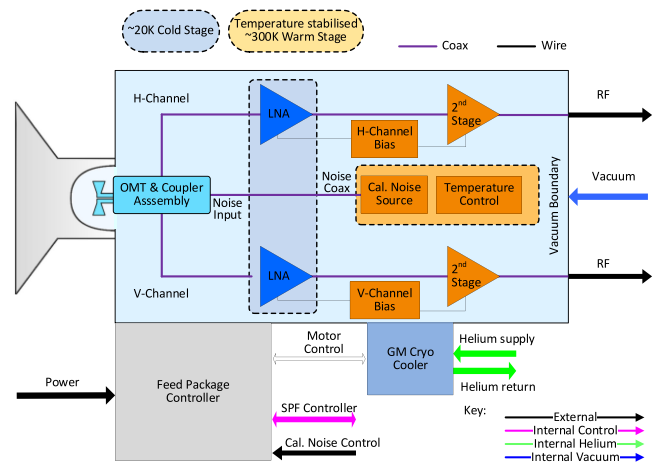 ~20K Cold Stage
Temperature stabilised
~300K Warm Stage
Coax
Wire
H-Channel
LNA
2nd
Stage
RF
H-Channel
Bias
OMT & Coupler
Asssembly
Noise
Input
Noise
Coax
Cal. Noise
Source
Temperature
Control
Vacuum Boundary
Vacuum
V-Channel
LNA
2nd
Stage
RF
V-Channel
Bias
Motor
Control
GM Cryo
Cooler
Helium supply
Helium return
Power
Feed Package
Controller
SPF Controller
Cal. Noise Control
Key:
External
Internal Control
Internal Helium
Internal Vacuum